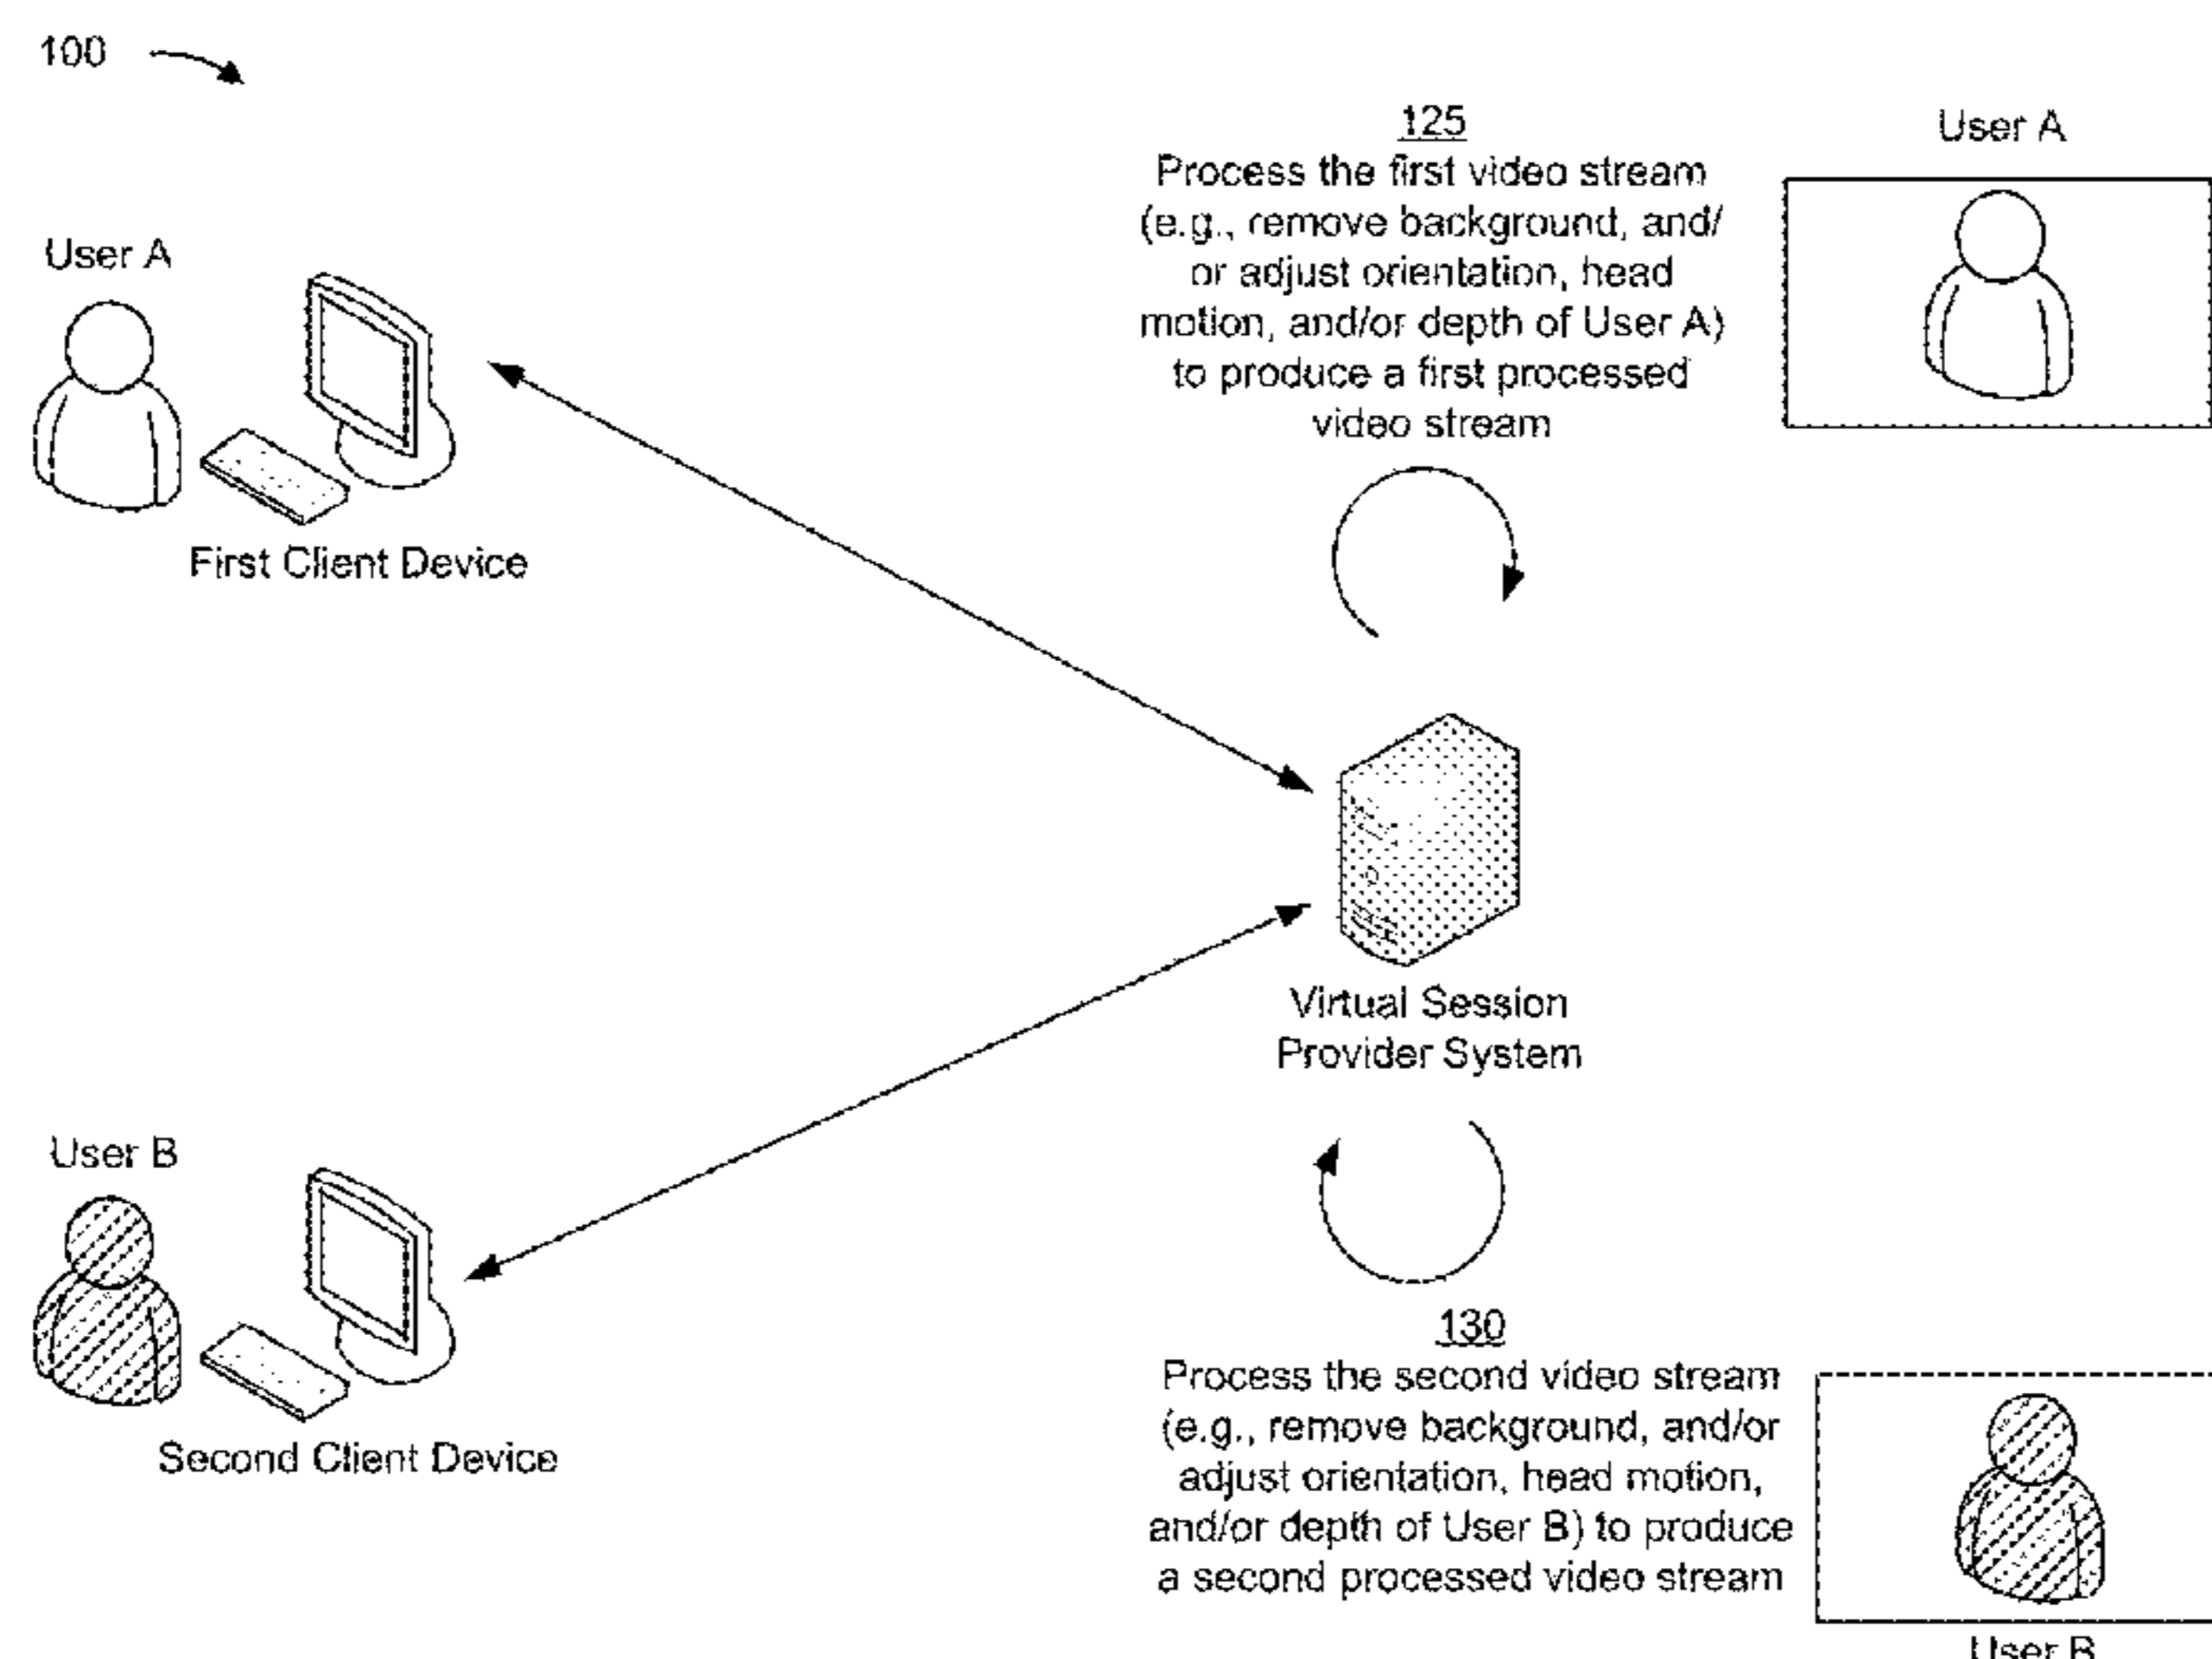 100
125
Process the first video stream
(e.g., remove background, and/
or adjust orientation, head
motion, and/or depth of User A)
to produce a first processed
video stream
User A
User A
First Client Device
Virtual Session
Provider System
User B
Second Client Device
130
Process the second video stream
(e.g., remove background, and/or
adjust orientation, head motion,
and/or depth of User B) to produce
a second processed video stream
User B